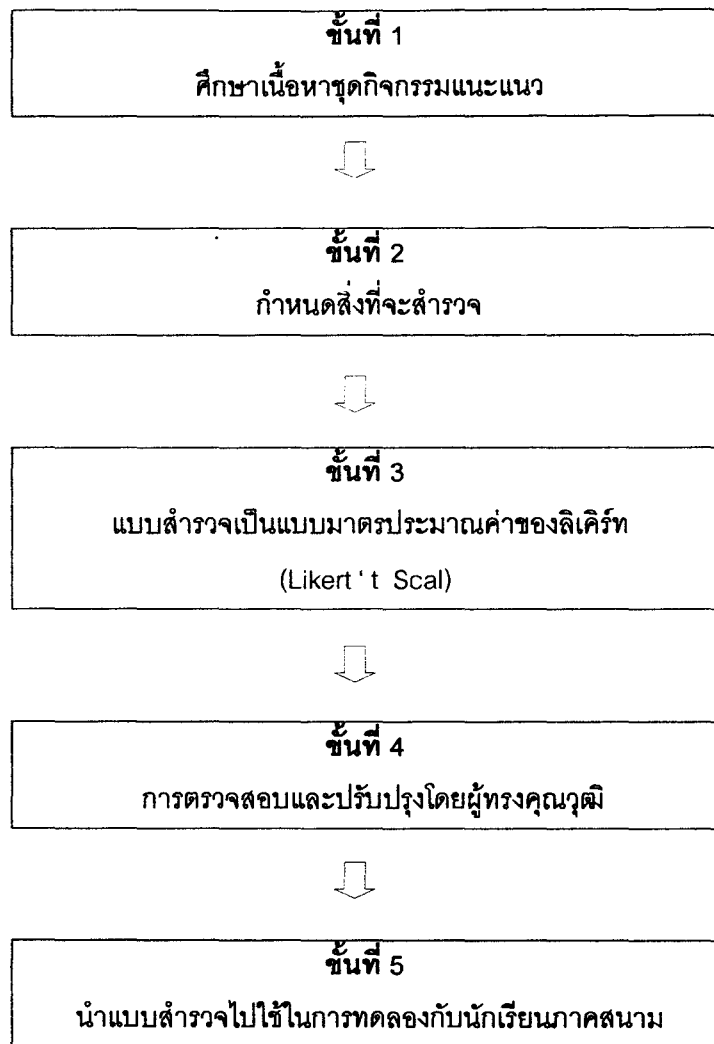 ขั้นที่ 1
ศึกษาเนื้อหาชุดกิจกรรมแนะแนว
ขั้นที่ 2
กำหนดสิ่งที่จะสำรวจ
ขั้นที่ 3
แบบสำรวจเป็นแบบมาตรประมาณค่าของลิเคิร์ท
(Likert ‘ t Scal)
ขั้นที่ 4
การตรวจสอบและปรับปรุงโดยผู้ทรงคุณวุฒิ
ขั้นที่ 5
นำแบบสำรวจไปใช้ในการทดลองกับนักเรียนภาคสนาม